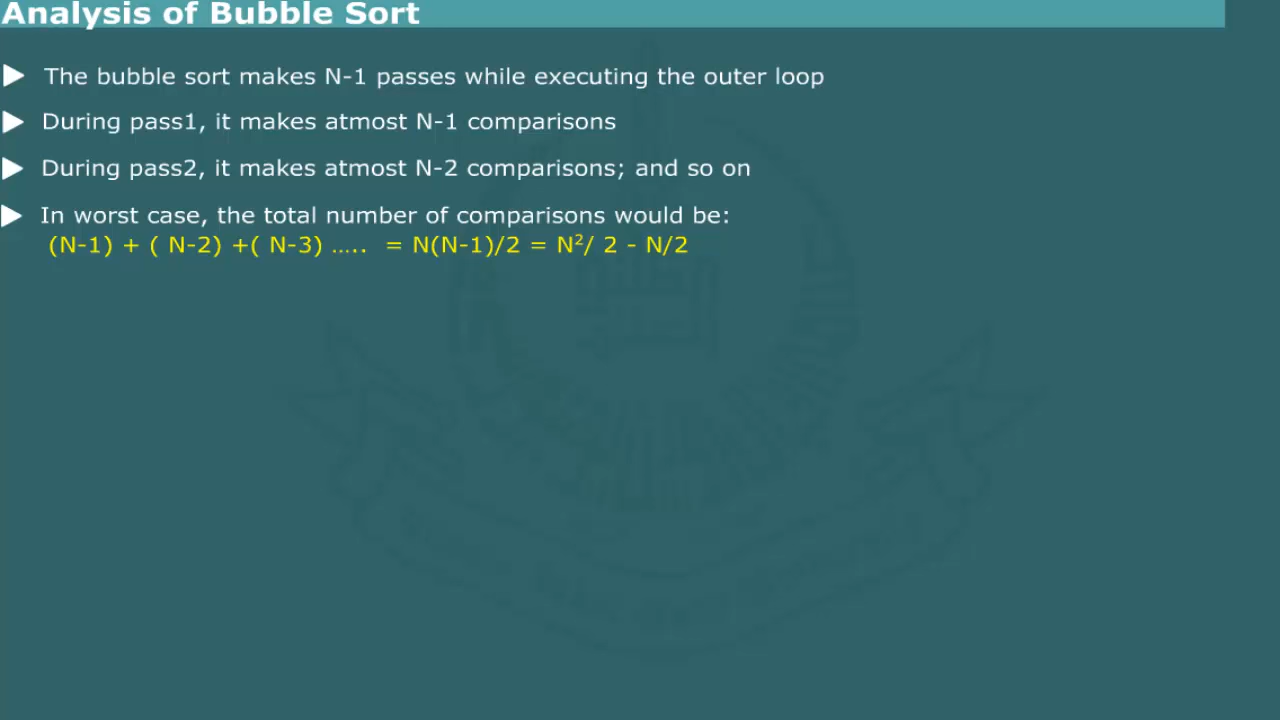 Analysis of Bubble Sort
The bubble sort makes N-1 passes while executing the outer loop
During pass1, it makes atmost N-1 comparisons
During pass2, it makes atmost N-2 comparisons; and so on
In worst case, the total number of comparisons would be:
(N-1) + ( N-2) +( N-3) ….. = N(N-1)/2 = N²/ 2 - N/2